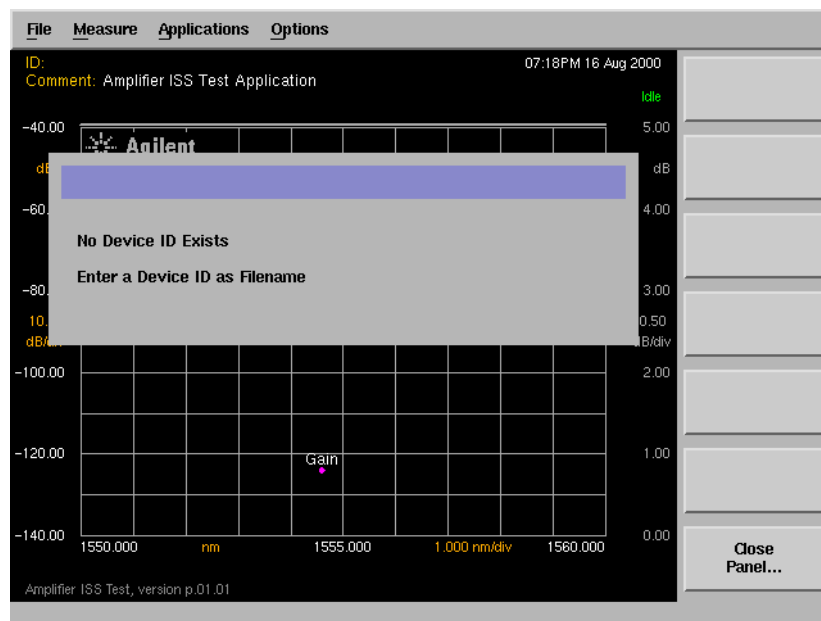 File Measure Applications Options
ID: 07:18PM 16 Aug 2000
Comment: Amplifier ISS Test Application
Idle
-40.00 5.00
Agilent
dB
-60. 4.00
No Device ID Exists
Enter a Device ID as Filename
-80. 3.00
10. 0.50
dB/ B/div
-100.00 2.00
-120.00 Gain 1.00
-140.00 0.00
1550.000 nm 1555.000 1.000 nm/div 1560.000
Close
Panel...
Amplifier ISS Test, version p.01.01